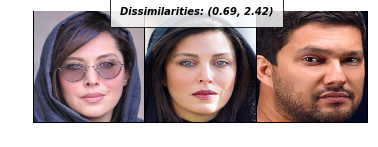 Dissimilarities: (0.69, 2.42)